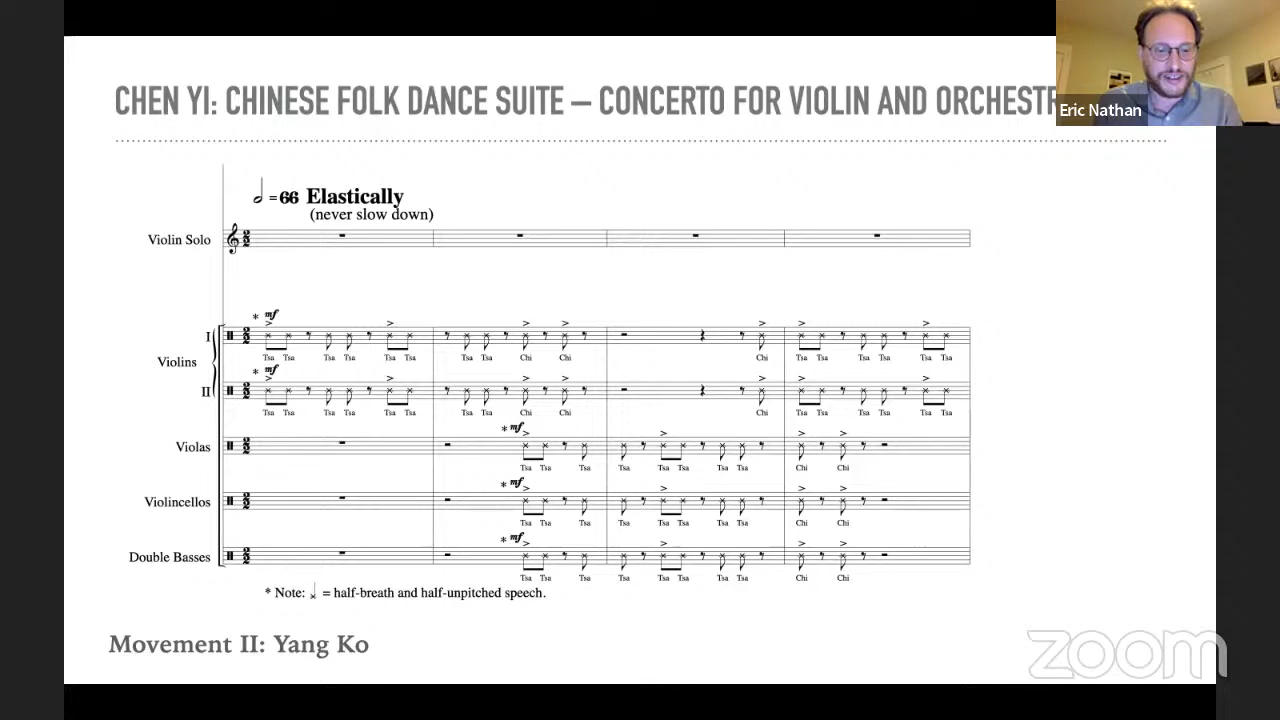 CHEN YI: CHINESE FOLK DANCE SUITE – CONCERTO FOR VIOLIN AND ORCHESTR
Eric Nathan
= 66 Elastically
(never slow down)
Violin Solo
* mf
I
Tsa Tsa Tsa Tsa Tsa Tsa Tsa Tsa Chi Chi Chi Tsa Tsa Tsa Tsa Tsa Tsa
Violins
* mf
II
Tsa Tsa Tsa Tsa Tsa Tsa Tsa Tsa Chi Chi Chi Tsa Tsa Tsa Tsa Tsa Tsa
* mf
Violas
Tsa Tsa Tsa Tsa Tsa Tsa Tsa Tsa Chi Chi
* mf
Violincellos
Tsa Tsa Tsa Tsa Tsa Tsa Tsa Tsa Chi Chi
* mf
Double Basses
Tsa Tsa Tsa Tsa Tsa Tsa Tsa Tsa Chi Chi
* Note: = half-breath and half-unpitched speech.
Movement II: Yang Ko
zoom